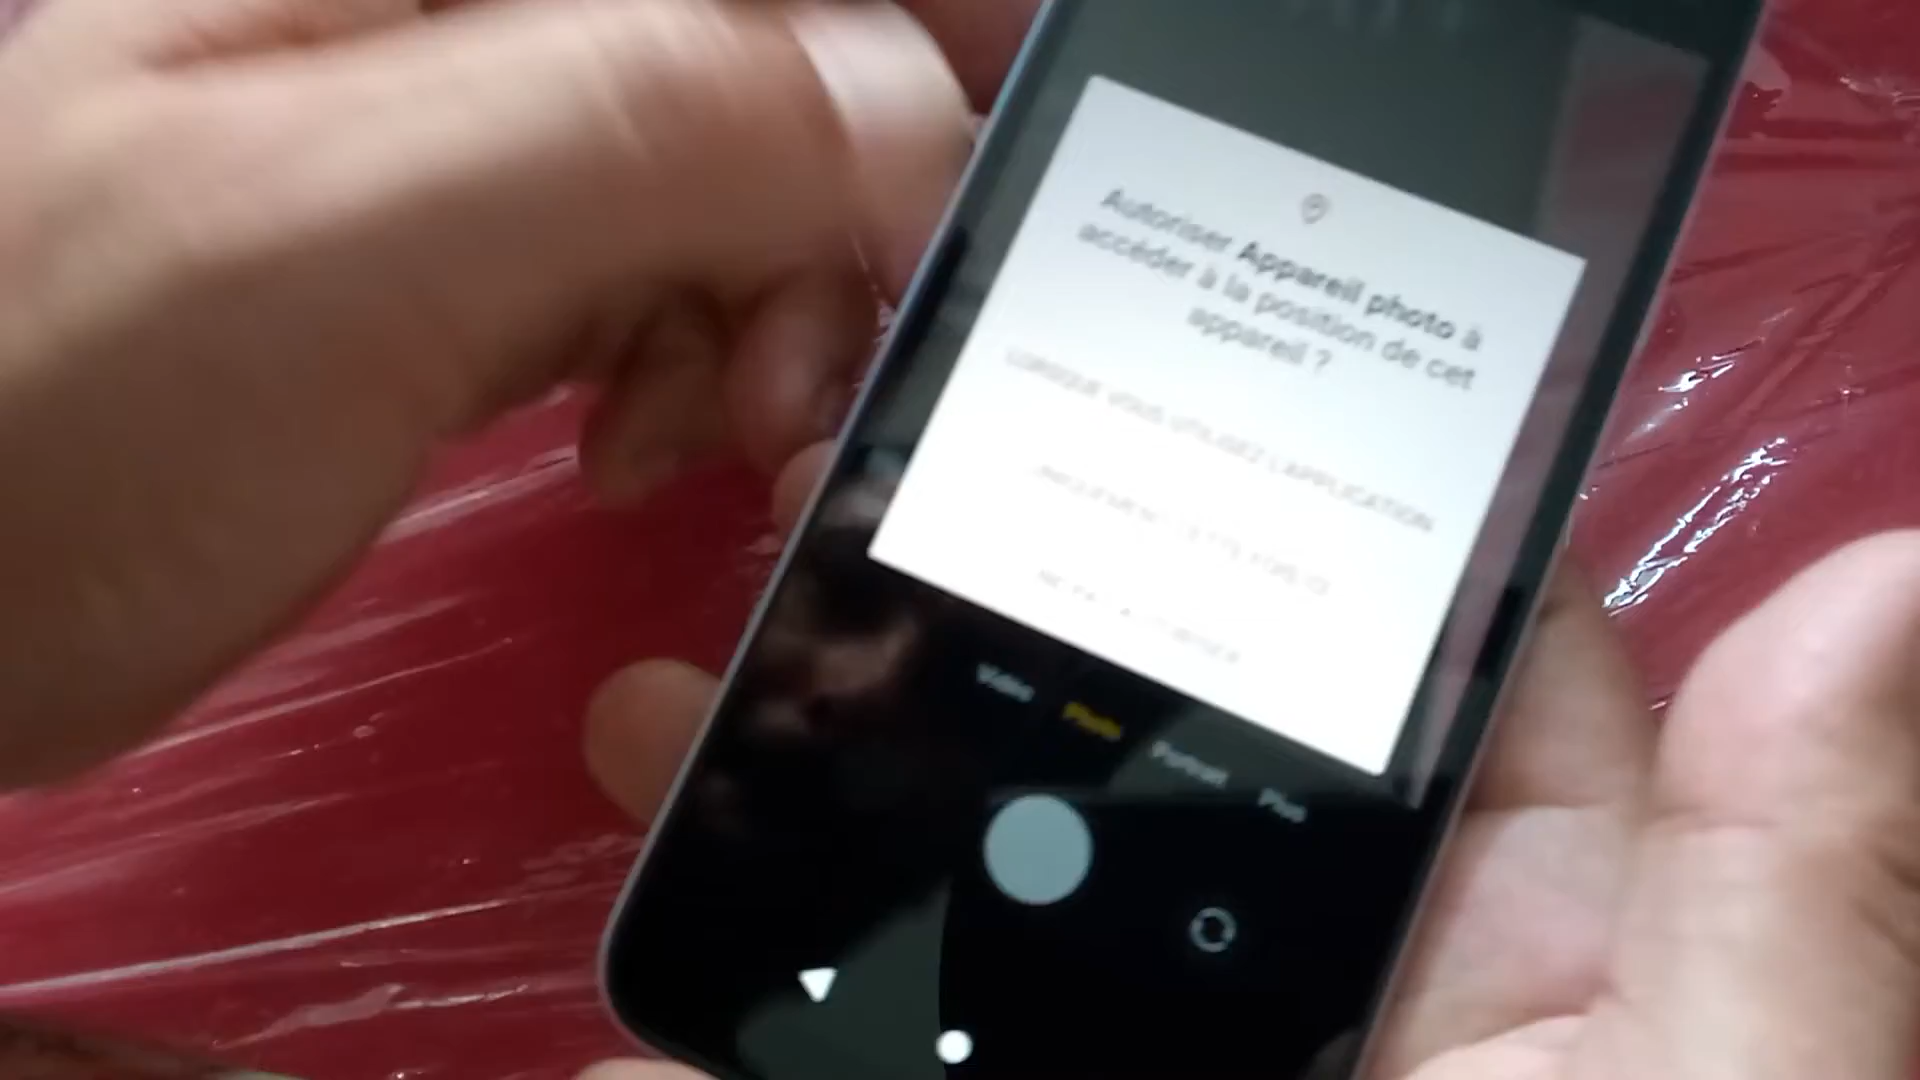 Autoriser Appareil photo à
accéder à la position de cet
appareil ?
LORSQUE VOUS UTILISEZ L'APPLICATION
Vidéo
Photo
Portrait
Plus